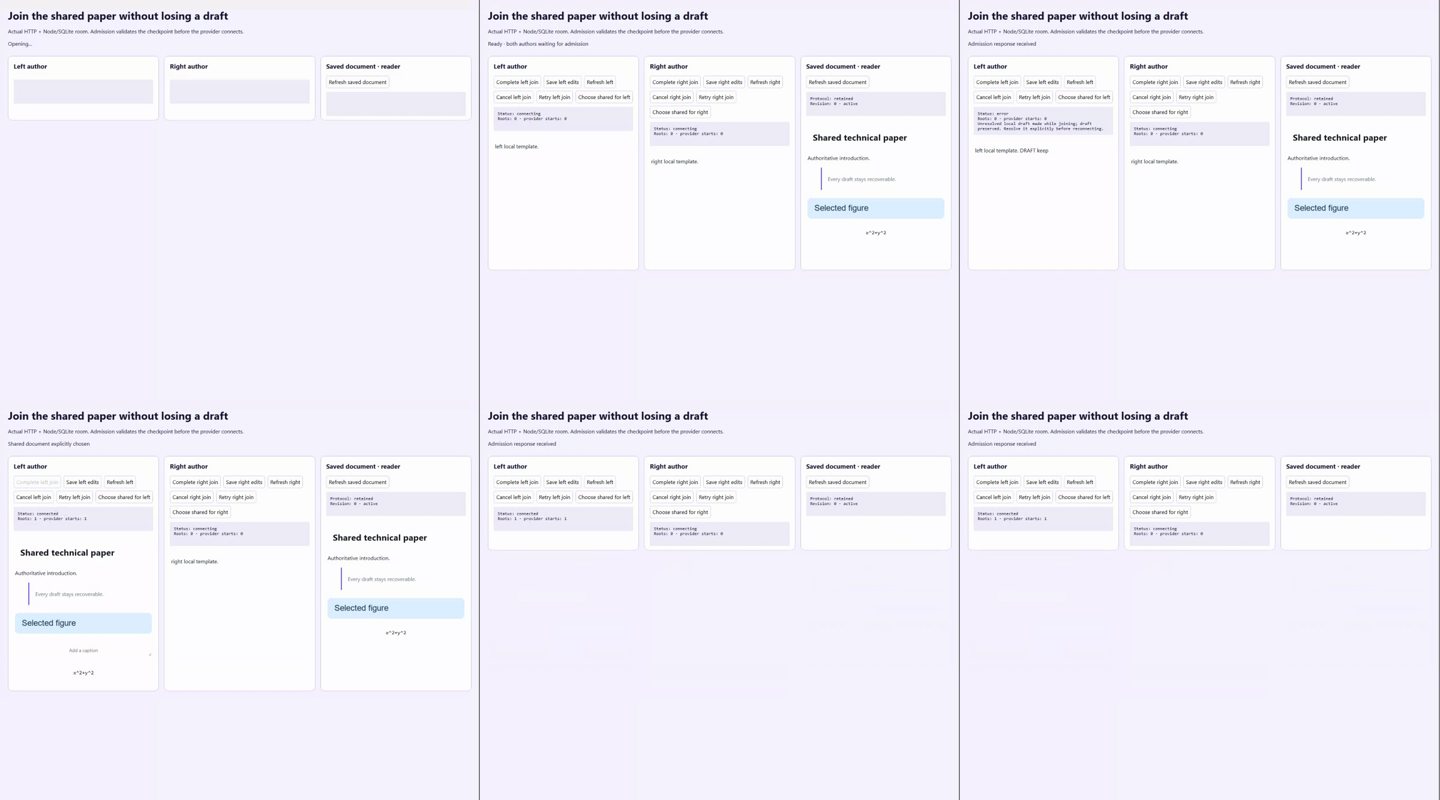 Join the shared paper without losing a draft
Actual HTTP + Node/SQLite room. Admission validates the checkpoint before the provider connects.
Opening…
Left author
Right author
Saved document · reader
Refresh saved document
Join the shared paper without losing a draft
Actual HTTP + Node/SQLite room. Admission validates the checkpoint before the provider connects.
Ready · both authors waiting for admission
Left author
Complete left join Save left edits Refresh left
Cancel left join Retry left join Choose shared for left
Status: connecting
Roots: 0 · provider starts: 0
left local template.
Right author
Complete right join Save right edits Refresh right
Cancel right join Retry right join
Choose shared for right
Status: connecting
Roots: 0 · provider starts: 0
right local template.
Saved document · reader
Refresh saved document
Protocol: retained
Revision: 0 · active
Shared technical paper
Authoritative introduction.
Every draft stays recoverable.
Selected figure
x^2+y^2
Join the shared paper without losing a draft
Actual HTTP + Node/SQLite room. Admission validates the checkpoint before the provider connects.
Admission response received
Left author
Complete left join Save left edits Refresh left
Cancel left join Retry left join Choose shared for left
Status: error
Roots: 0 · provider starts: 0
Unresolved local draft made while joining; draft
preserved. Resolve it explicitly before reconnecting.
left local template. DRAFT keep
Right author
Complete right join Save right edits Refresh right
Cancel right join Retry right join
Choose shared for right
Status: connecting
Roots: 0 · provider starts: 0
right local template.
Saved document · reader
Refresh saved document
Protocol: retained
Revision: 0 · active
Shared technical paper
Authoritative introduction.
Every draft stays recoverable.
Selected figure
x^2+y^2
Join the shared paper without losing a draft
Actual HTTP + Node/SQLite room. Admission validates the checkpoint before the provider connects.
Shared document explicitly chosen
Left author
Complete left join Save left edits Refresh left
Cancel left join Retry left join Choose shared for left
Status: connected
Roots: 1 · provider starts: 1
Shared technical paper
Authoritative introduction.
Every draft stays recoverable.
Selected figure
Add a caption
x^2+y^2
Right author
Complete right join Save right edits Refresh right
Cancel right join Retry right join
Choose shared for right
Status: connecting
Roots: 0 · provider starts: 0
right local template.
Saved document · reader
Refresh saved document
Protocol: retained
Revision: 0 · active
Shared technical paper
Authoritative introduction.
Every draft stays recoverable.
Selected figure
x^2+y^2
Join the shared paper without losing a draft
Actual HTTP + Node/SQLite room. Admission validates the checkpoint before the provider connects.
Admission response received
Left author
Complete left join Save left edits Refresh left
Cancel left join Retry left join Choose shared for left
Status: connected
Roots: 1 · provider starts: 1
Right author
Complete right join Save right edits Refresh right
Cancel right join Retry right join
Choose shared for right
Status: connecting
Roots: 0 · provider starts: 0
Saved document · reader
Refresh saved document
Protocol: retained
Revision: 0 · active
Join the shared paper without losing a draft
Actual HTTP + Node/SQLite room. Admission validates the checkpoint before the provider connects.
Admission response received
Left author
Complete left join Save left edits Refresh left
Cancel left join Retry left join Choose shared for left
Status: connected
Roots: 1 · provider starts: 1
Right author
Complete right join Save right edits Refresh right
Cancel right join Retry right join
Choose shared for right
Status: connecting
Roots: 0 · provider starts: 0
Saved document · reader
Refresh saved document
Protocol: retained
Revision: 0 · active